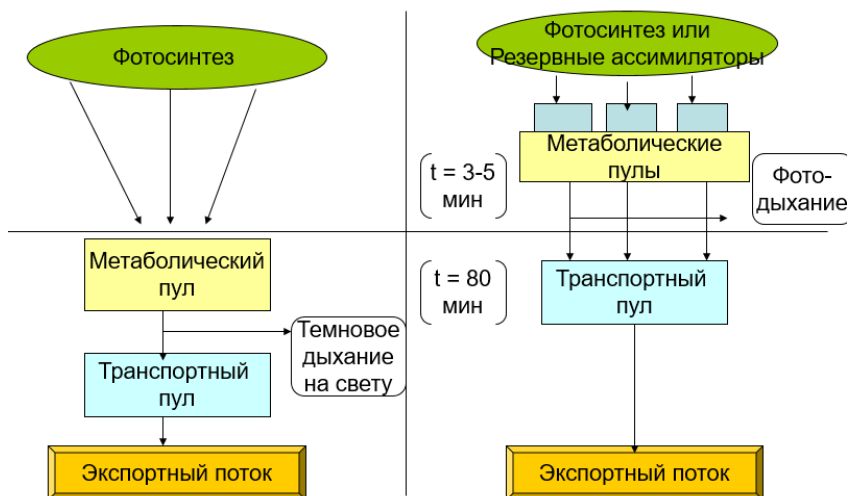 Фотосинтез
Метаболический
пул
Темновое
дыхание
на свету
Транспортный
пул
Экспортный поток
Фотосинтез или
Резервные ассимиляторы
Метаболические
пулы
t = 3-5
мин
Фото-
дыхание
t = 80
мин
Транспортный
пул
Экспортный поток